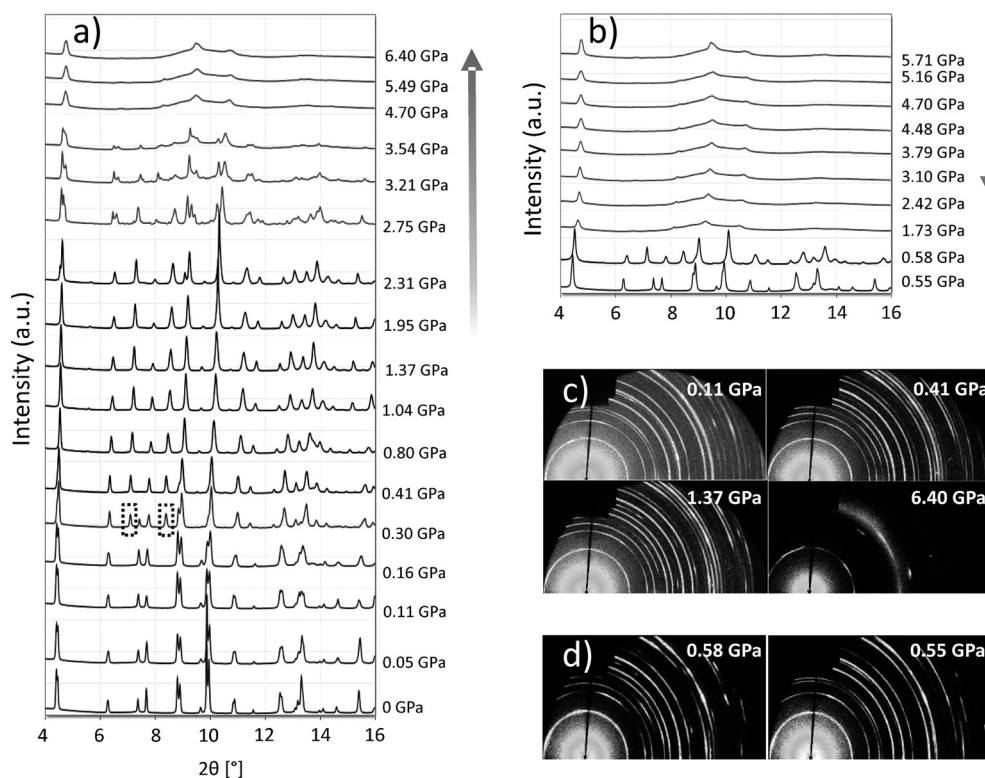 a)
6.40 GPa
5.49 GPa
4.70 GPa
3.54 GPa
3.21 GPa
2.75 GPa
2.31 GPa
1.95 GPa
1.37 GPa
1.04 GPa
0.80 GPa
0.41 GPa
0.30 GPa
0.16 GPa
0.11 GPa
0.05 GPa
0 GPa
Intensity (a.u.)
4 6 8 10 12 14 16
2θ [°]
b)
5.71 GPa
5.16 GPa
4.70 GPa
4.48 GPa
3.79 GPa
3.10 GPa
2.42 GPa
1.73 GPa
0.58 GPa
0.55 GPa
Intensity (a.u.)
4 6 8 10 12 14 16
c)
0.11 GPa
0.41 GPa
1.37 GPa
6.40 GPa
d)
0.58 GPa
0.55 GPa